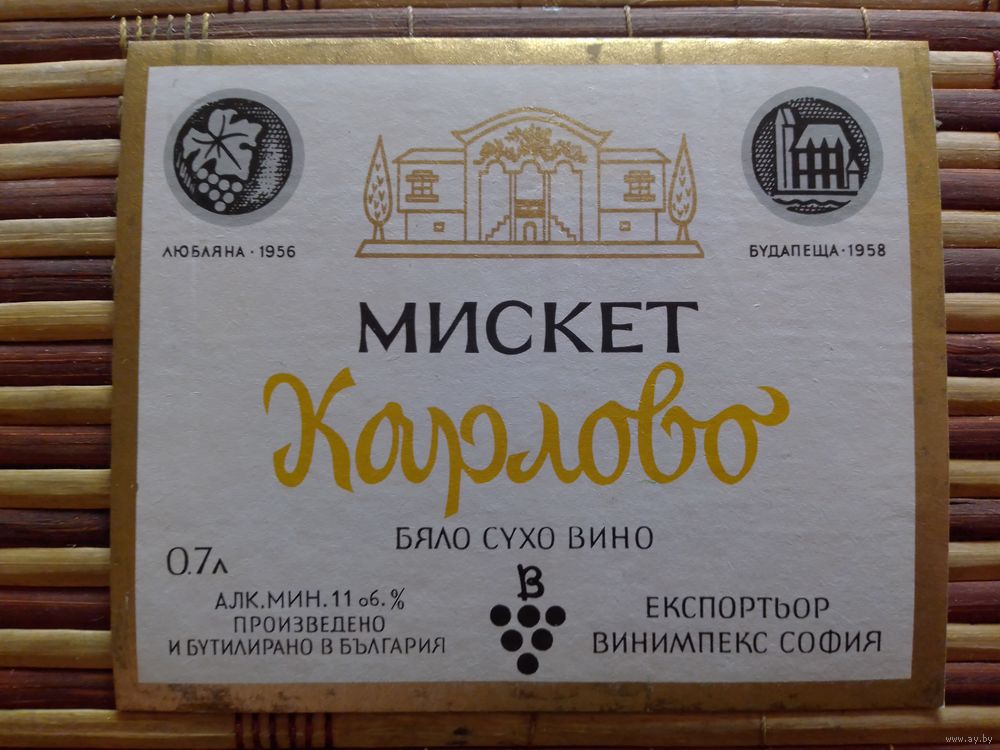 ЛЮБЛЯНА · 1956
БУДАПЕЩА · 1958
МИСКЕТ
Карлово
БЯЛО СУХО ВИНО
0.7л
АЛК.МИН.11 об.%
ПРОИЗВЕДЕНО
И БУТИЛИРАНО В БЪЛГАРИЯ
В
ЕКСПОРТЬОР
ВИНИМПЕКС СОФИЯ
www.ay.by